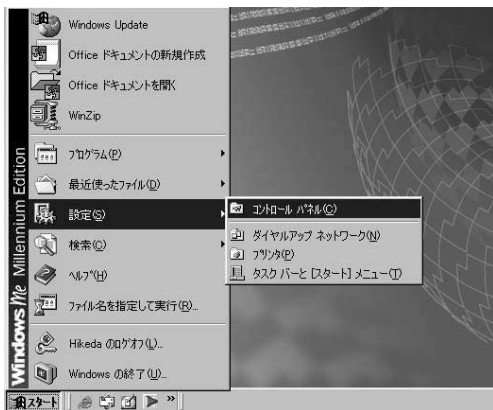 Windows Update
Office ドキュメントの新規作成
Office ドキュメントを開く
WinZip
プログラム(P)
最近使ったファイル(D)
設定(S)
検索(C)
ヘルプ(H)
ファイル名を指定して実行(R)...
Hikeda のログオフ(L)...
Windows の終了(U)...
コントロール パネル(C)
ダイヤルアップ ネットワーク(N)
プリンタ(P)
タスク バーと [スタート] メニュー(T)
Windows Me Millennium Edition
スタート